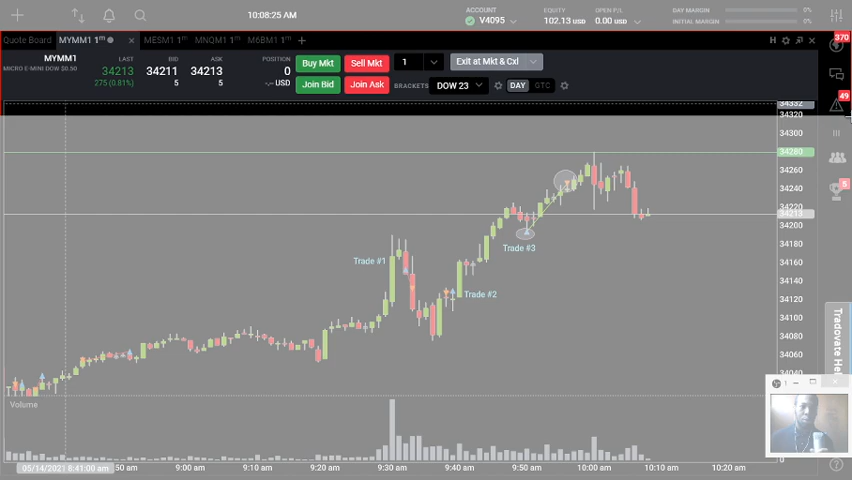 10:08:25 AM
ACCOUNT
V4095
EQUITY
102.13 USD
OPEN P/L
0.00 USD
DAY MARGIN
0%
INITIAL MARGIN
0%
Quote Board
MYMM1 1m
MESM1 1m
MNQM1 1m
M6BM1 1m
H
370
MYMM1
MICRO E-MINI DOW $0.50
LAST
34213
275 (0.81%)
BID
34211
5
ASK
34213
5
POSITION
0
-.-- USD
Buy Mkt
Sell Mkt
1
Exit at Mkt & Cxl
Join Bid
Join Ask
BRACKETS
DOW 23
DAY
GTC
49
34332
34320
34300
34280
34260
34240
34220
34213
34200
34180
34160
34140
34120
34100
34080
34060
34040
5
Trade #1
Trade #2
Trade #3
Tradovate Hel
1
Volume
0
05/14/2021 8:41:00 am
50 am
9:00 am
9:10 am
9:20 am
9:30 am
9:40 am
9:50 am
10:00 am
10:10 am
10:20 am